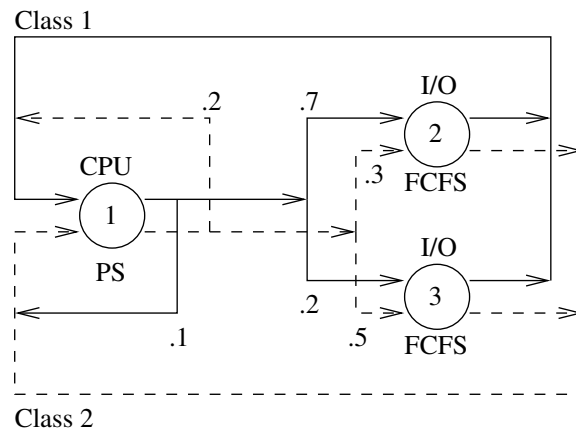 Class 1
.2
.7
I/O
2
CPU
.3
FCFS
1
I/O
PS
3
.2
.1
.5
FCFS
Class 2